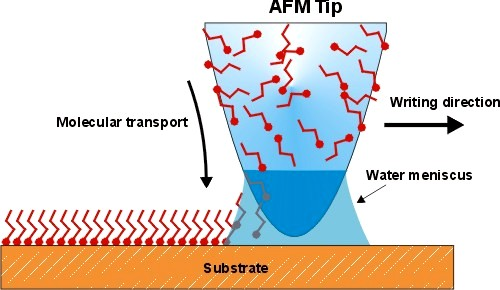 AFM Tip
Writing direction
Molecular transport
Water meniscus
Substrate